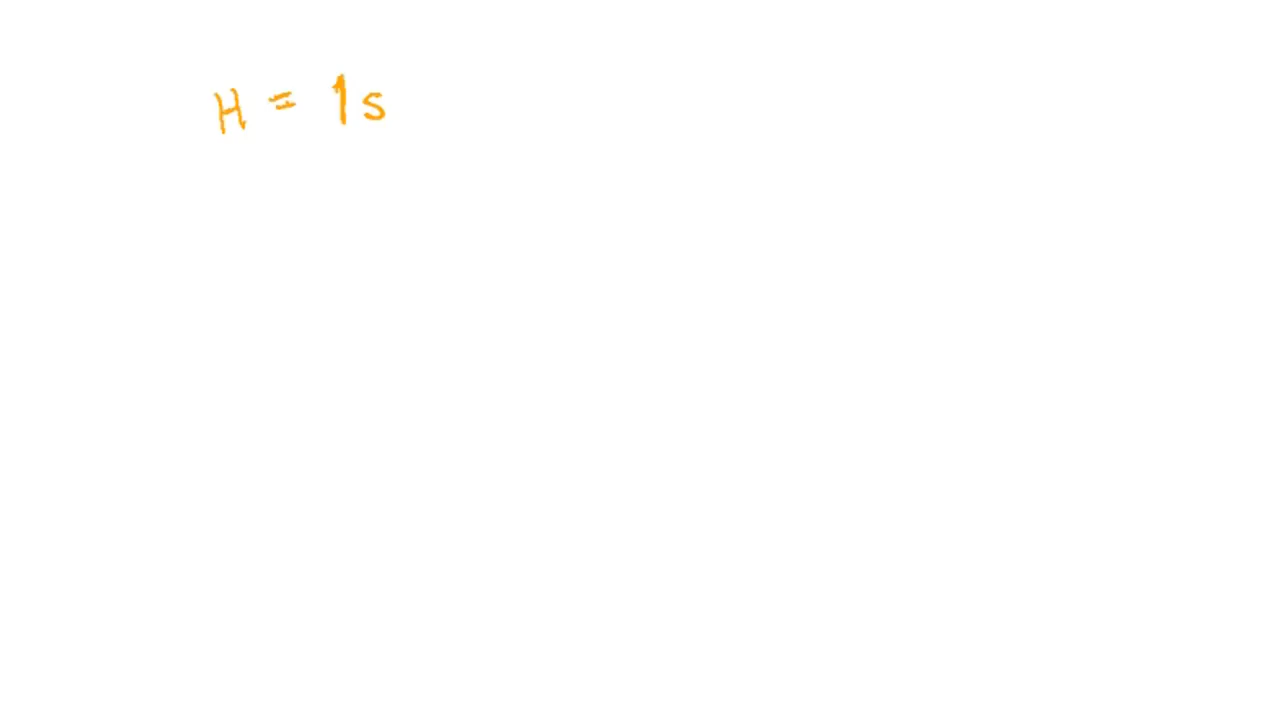 H = 1s